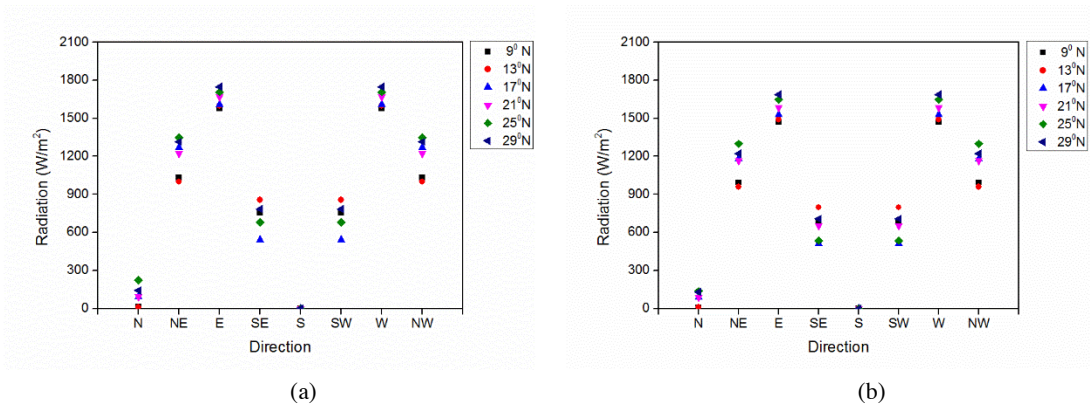 2100
1800
1500
1200
900
600
300
0
Radiation (W/m²)
N NE E SE S SW W NW
Direction
9⁰ N
13⁰N
17⁰N
21⁰N
25⁰N
29⁰N
(a)
2100
1800
1500
1200
900
600
300
0
Radiation (W/m²)
N NE E SE S SW W NW
Direction
9⁰ N
13⁰N
17⁰N
21⁰N
25⁰N
29⁰N
(b)